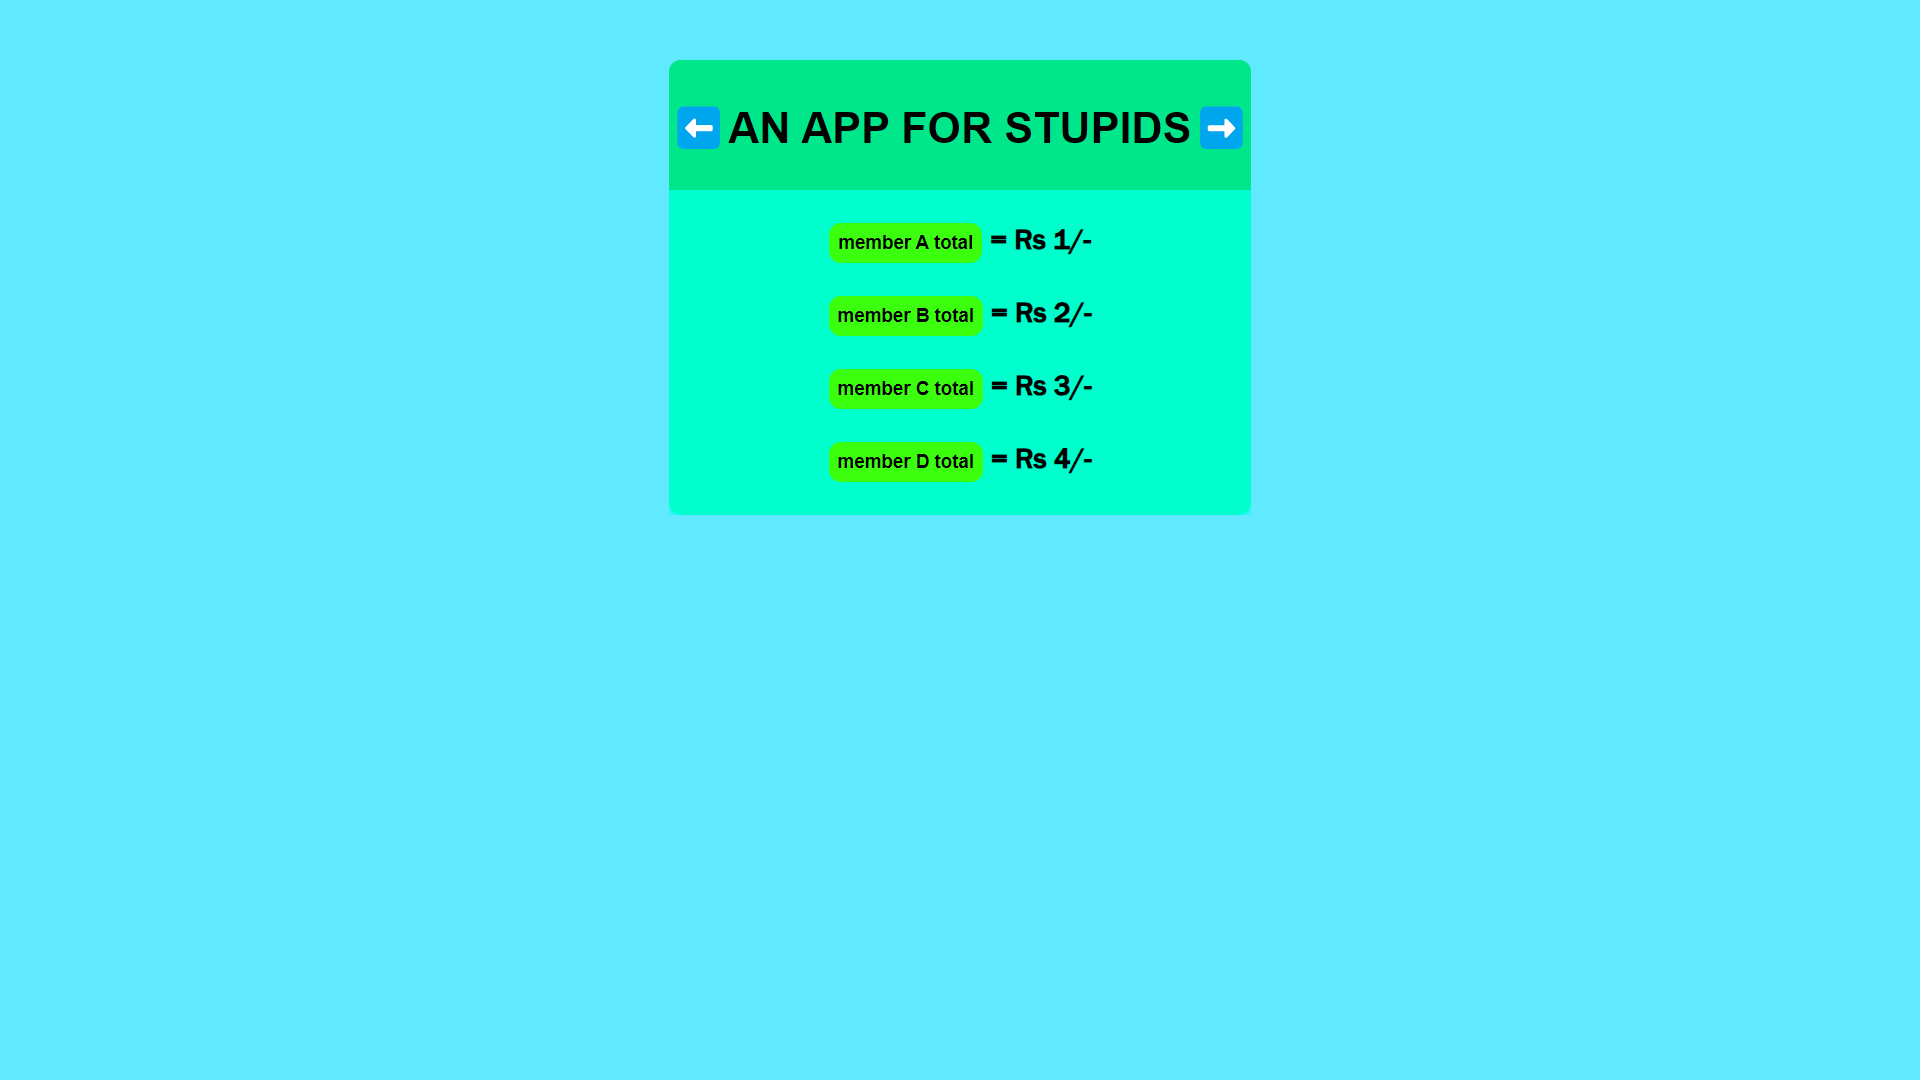 ⬅️ AN APP FOR STUPIDS ➡️
member A total = Rs 1/-
member B total = Rs 2/-
member C total = Rs 3/-
member D total = Rs 4/-